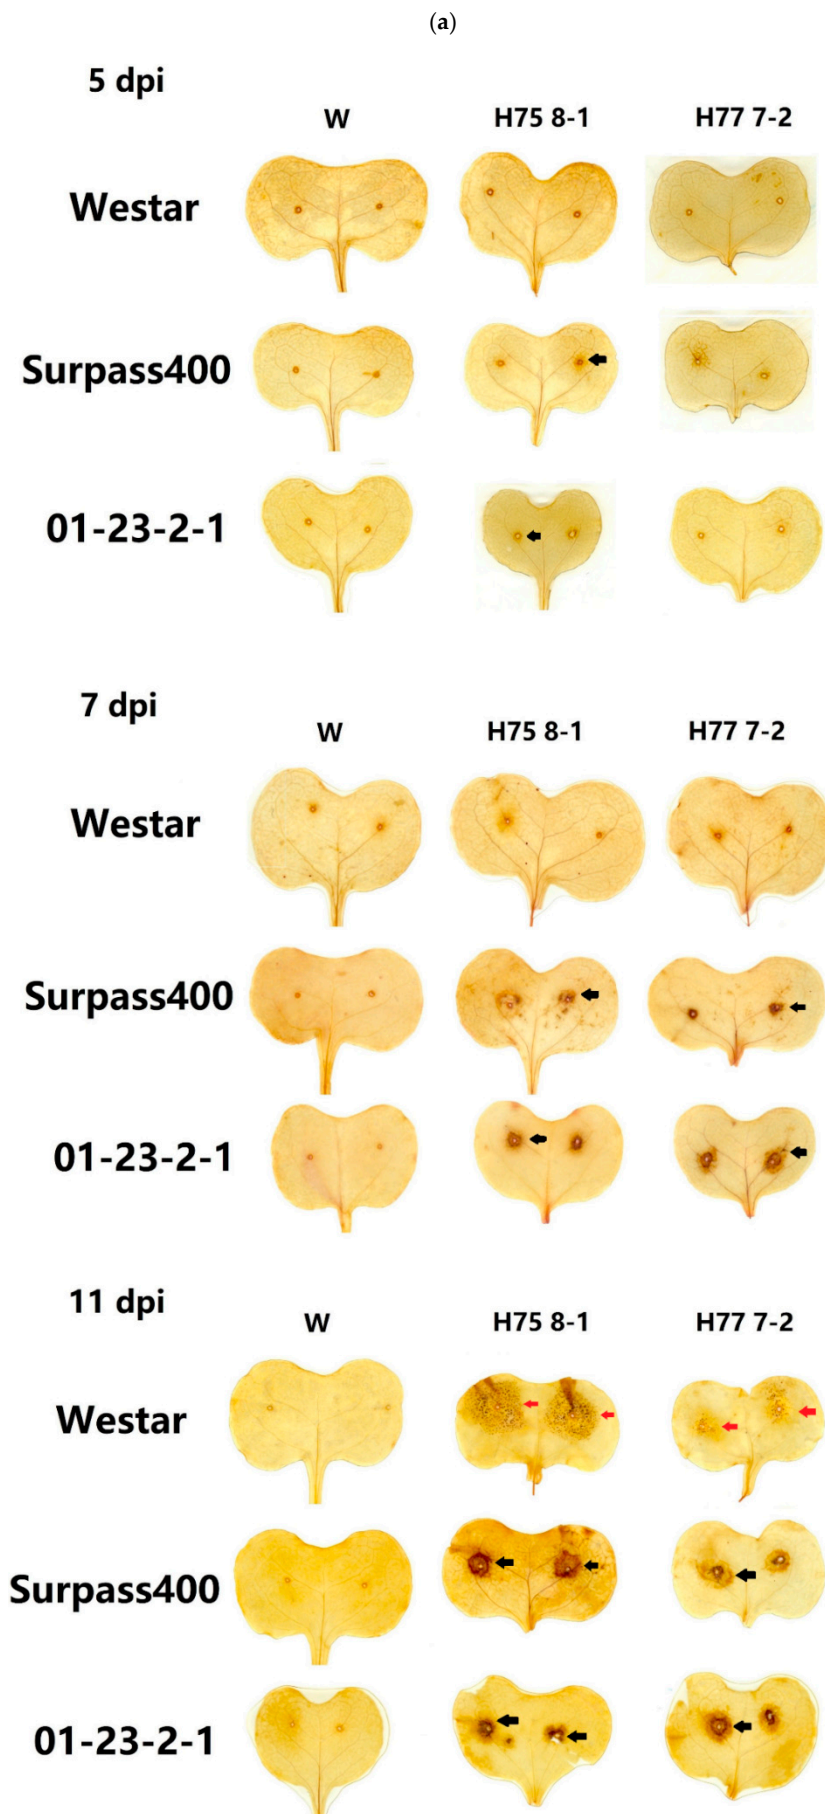 (a)
5 dpi
W H75 8-1 H77 7-2
Westar
Surpass400
01-23-2-1
7 dpi
W H75 8-1 H77 7-2
Westar
Surpass400
01-23-2-1
11 dpi
W H75 8-1 H77 7-2
Westar
Surpass400
01-23-2-1